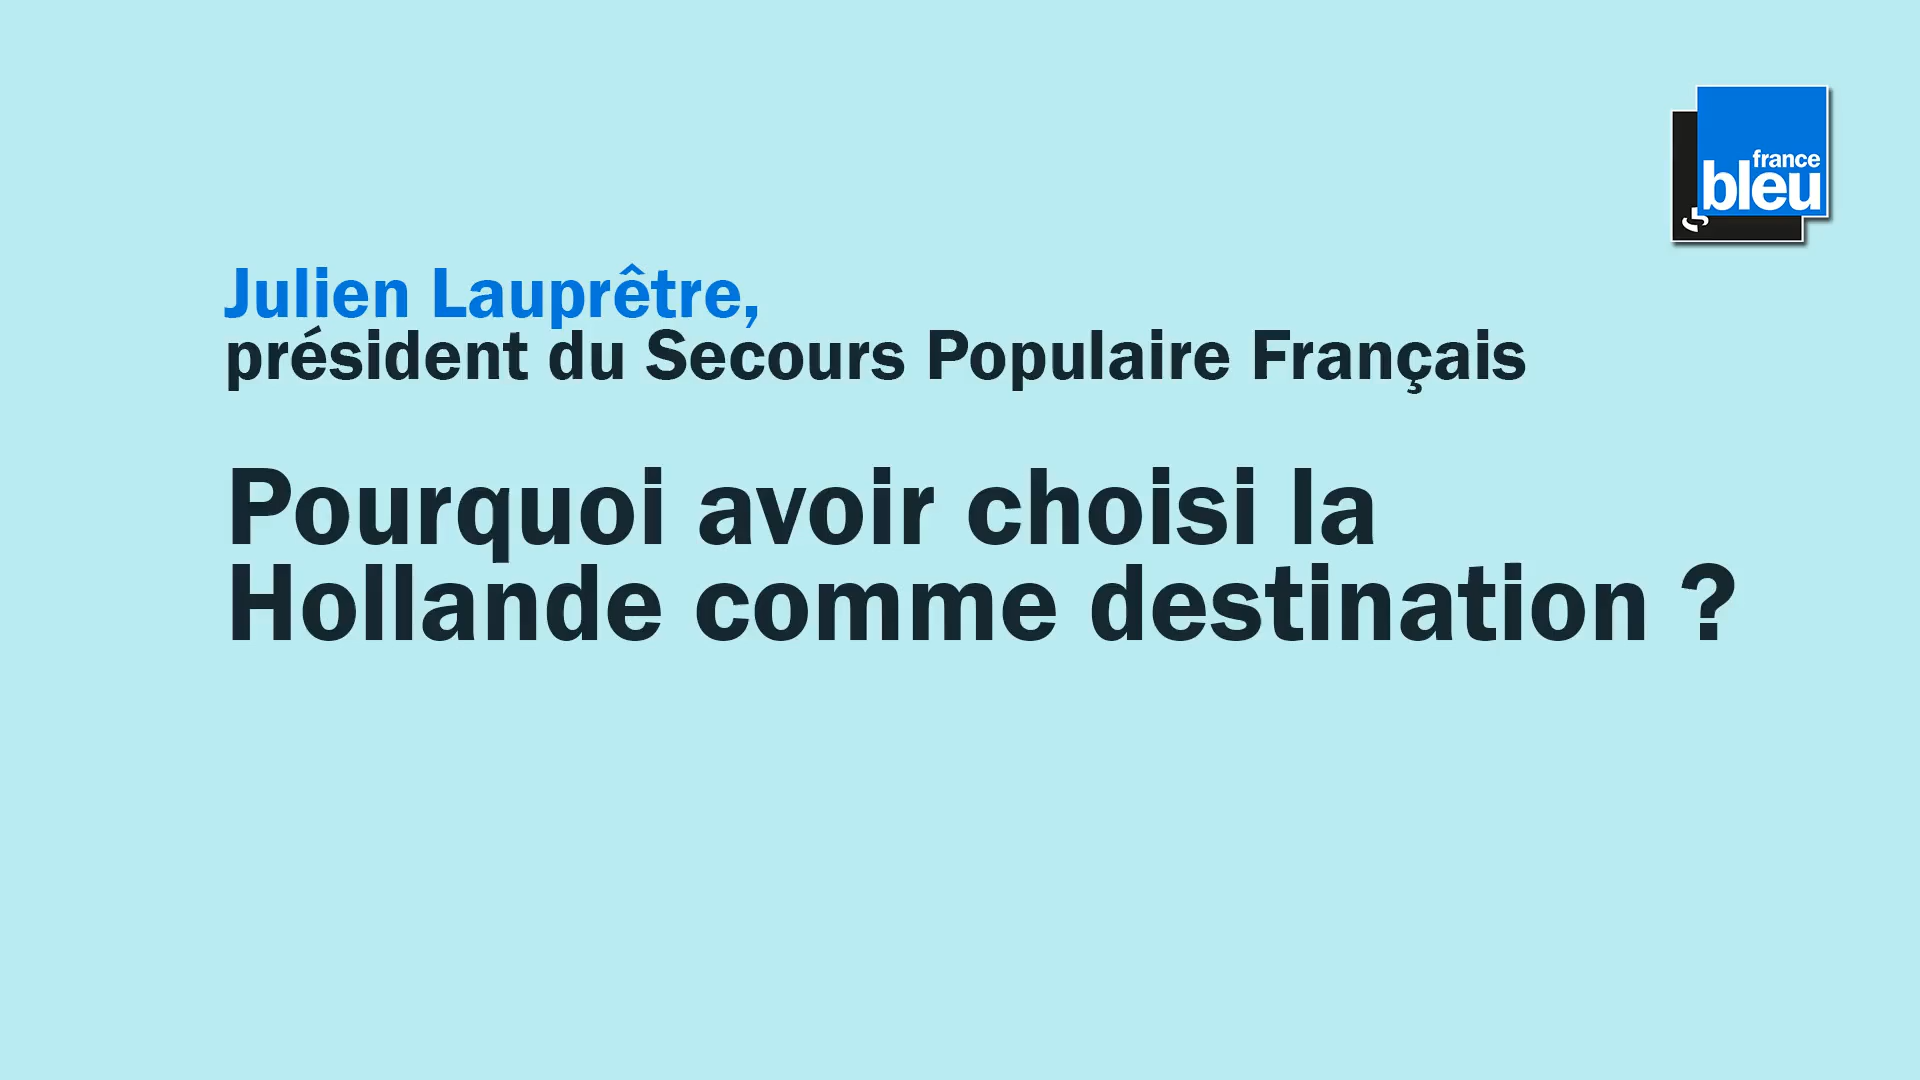 france
bleu
Julien Lauprêtre,
président du Secours Populaire Français
Pourquoi avoir choisi la
Hollande comme destination ?